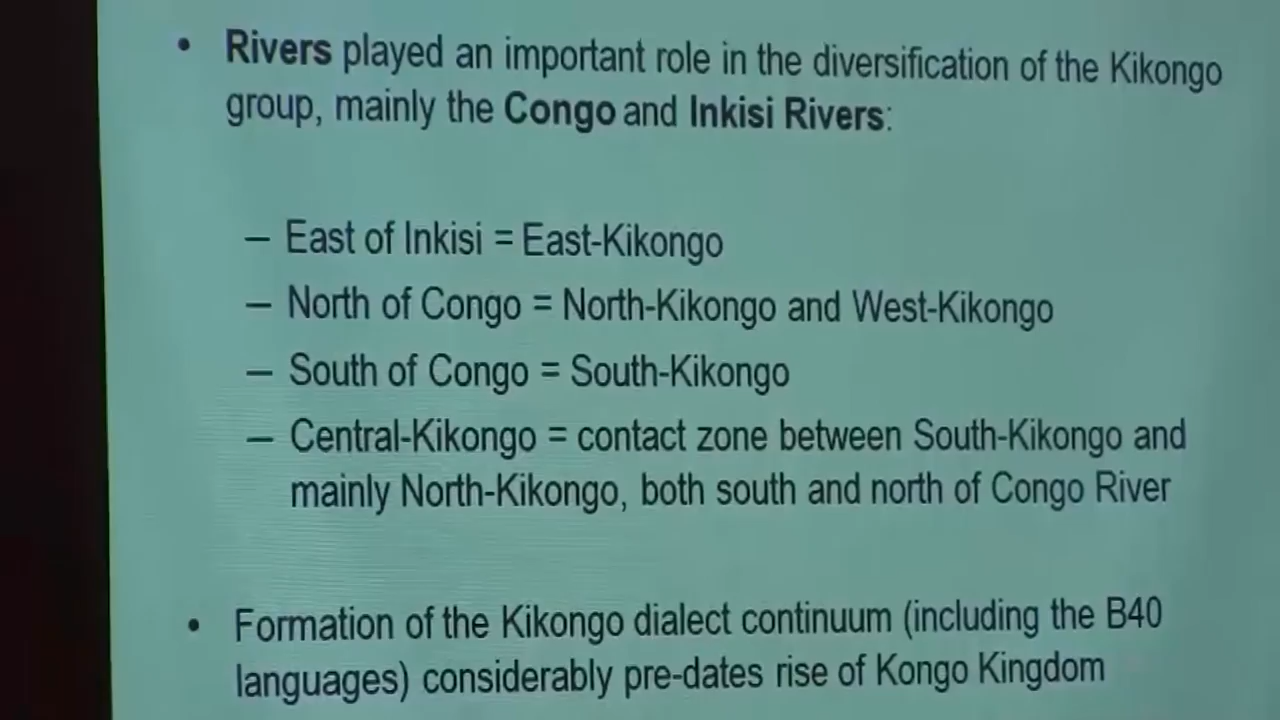 • Rivers played an important role in the diversification of the Kikongo
group, mainly the Congo and Inkisi Rivers:
– East of Inkisi = East-Kikongo
– North of Congo = North-Kikongo and West-Kikongo
– South of Congo = South-Kikongo
– Central-Kikongo = contact zone between South-Kikongo and
mainly North-Kikongo, both south and north of Congo River
• Formation of the Kikongo dialect continuum (including the B40
languages) considerably pre-dates rise of Kongo Kingdom